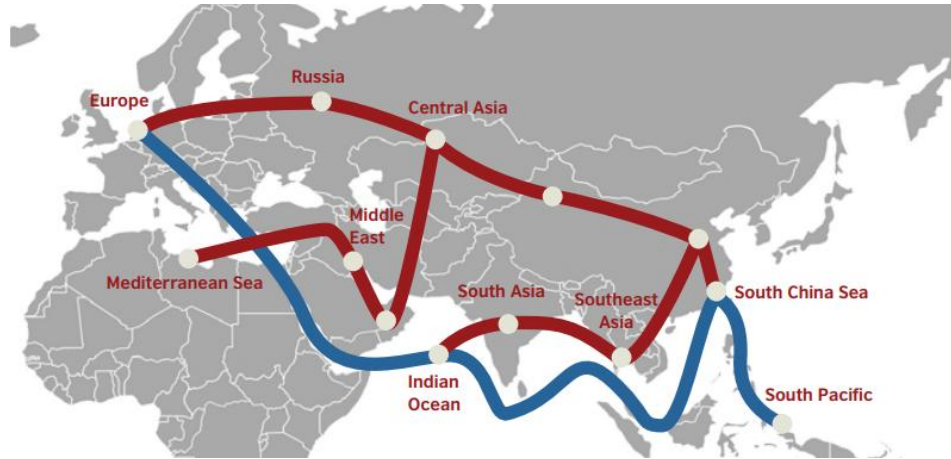 Russia
Europe
Central Asia
Middle
East
Mediterranean Sea
South Asia
Southeast
Asia
South China Sea
Indian
Ocean
South Pacific